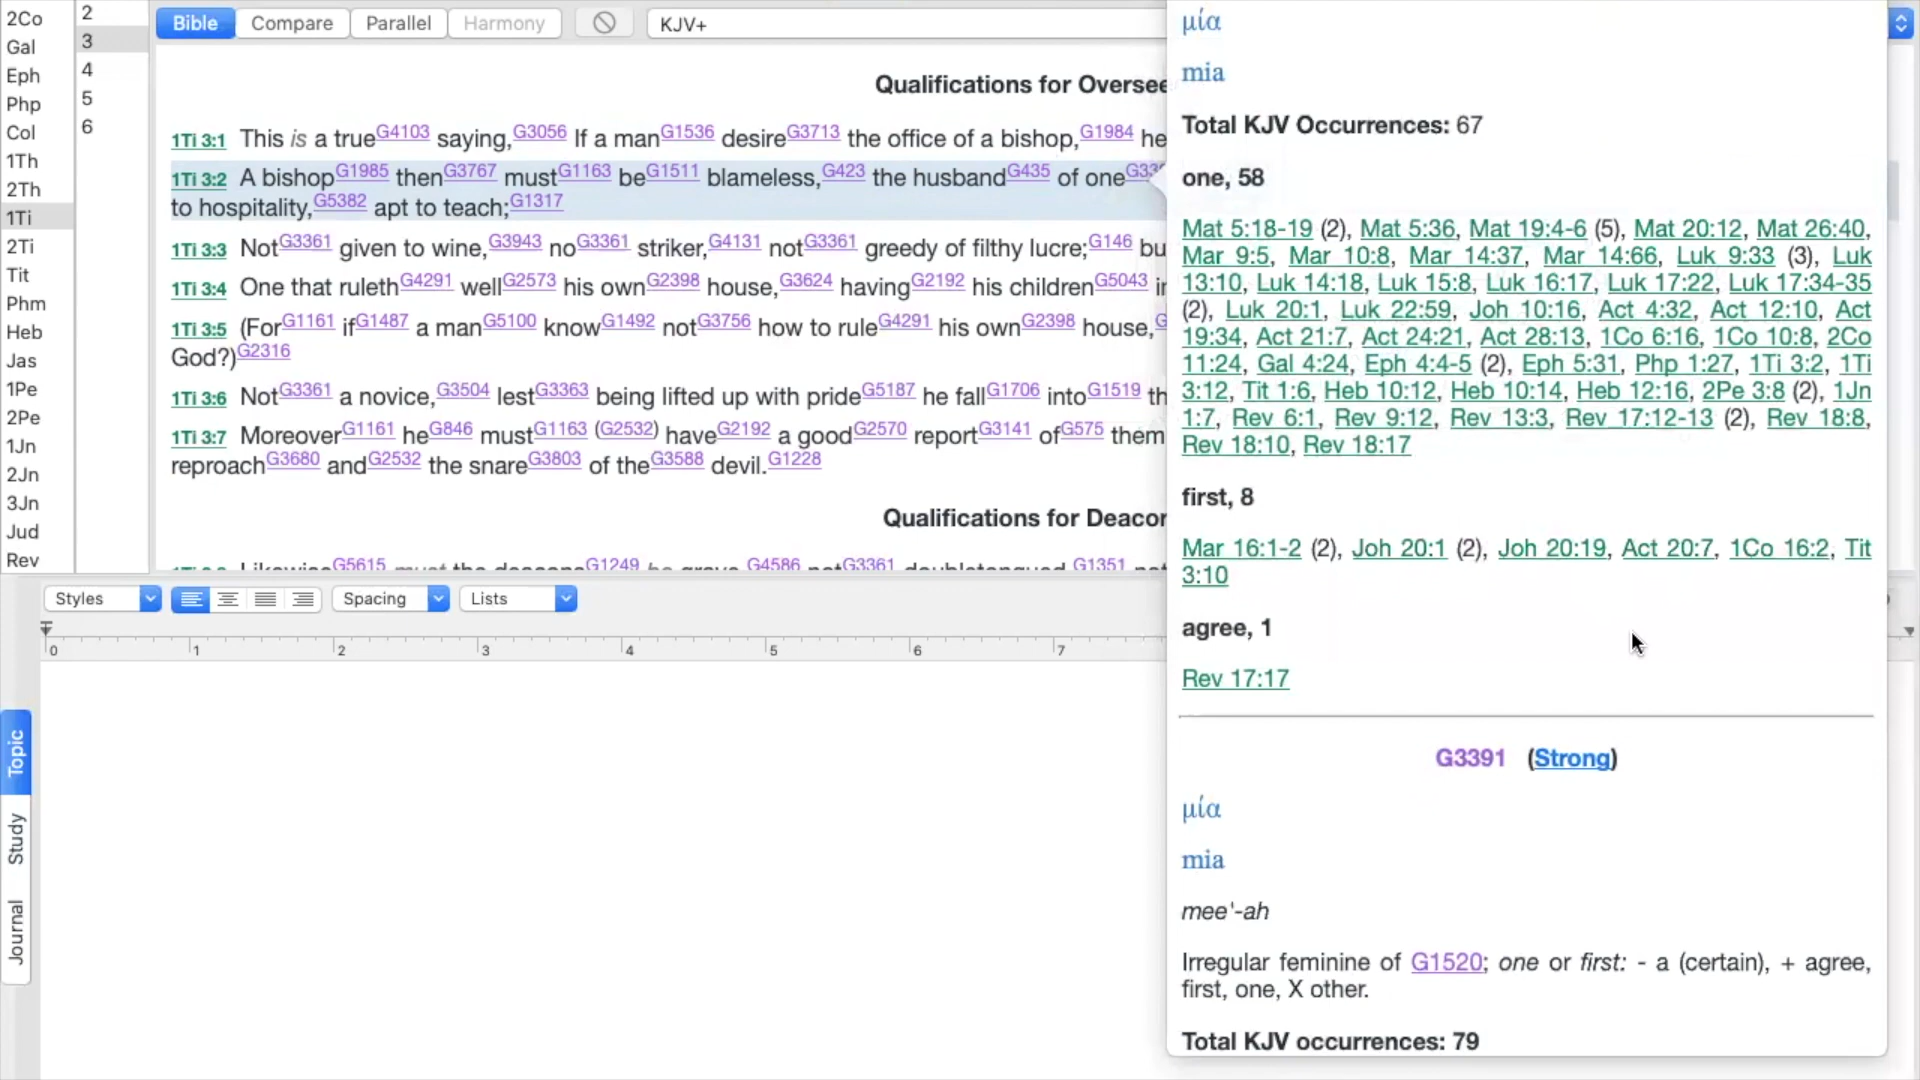 2Co
Gal
Eph
Php
Col
1Th
2Th
1Ti
2Ti
Tit
Phm
Heb
Jas
1Pe
2Pe
1Jn
2Jn
3Jn
Jud
Rev
2
3
4
5
6
Bible
Compare
Parallel
Harmony
KJV+
Qualifications for Oversee
1Ti 3:1 This is a trueG4103 saying,G3056 If a manG1536 desireG3713 the office of a bishop,G1984 he
1Ti 3:2 A bishopG1985 thenG3767 mustG1163 beG1511 blameless,G423 the husbandG435 of oneG33
to hospitality,G5382 apt to teach;G1317
1Ti 3:3 NotG3361 given to wine,G3943 noG3361 striker,G4131 notG3361 greedy of filthy lucre;G146 bu
1Ti 3:4 One that rulethG4291 wellG2573 his ownG2398 house,G3624 havingG2192 his childrenG5043 i
1Ti 3:5 (ForG1161 ifG1487 a manG5100 knowG1492 notG3756 how to ruleG4291 his ownG2398 house,G
God?)G2316
1Ti 3:6 NotG3361 a novice,G3504 lestG3363 being lifted up with prideG5187 he fallG1706 intoG1519 th
1Ti 3:7 MoreoverG1161 heG846 mustG1163 (G2532) haveG2192 a goodG2570 reportG3141 ofG575 them
reproachG3680 andG2532 the snareG3803 of theG3588 devil.G1228
Qualifications for Deacor
LikewiseG5615 must the deaconsG1249 be grave,G4586 notG3361 doubletongued,G1351 not
Styles
Spacing
Lists
0 1 2 3 4 5 6 7
Topic
Study
Journal
μία
mia
Total KJV Occurrences: 67
one, 58
Mat 5:18-19 (2), Mat 5:36, Mat 19:4-6 (5), Mat 20:12, Mat 26:40,
Mar 9:5, Mar 10:8, Mar 14:37, Mar 14:66, Luk 9:33 (3), Luk
13:10, Luk 14:18, Luk 15:8, Luk 16:17, Luk 17:22, Luk 17:34-35
(2), Luk 20:1, Luk 22:59, Joh 10:16, Act 4:32, Act 12:10, Act
19:34, Act 21:7, Act 24:21, Act 28:13, 1Co 6:16, 1Co 10:8, 2Co
11:24, Gal 4:24, Eph 4:4-5 (2), Eph 5:31, Php 1:27, 1Ti 3:2, 1Ti
3:12, Tit 1:6, Heb 10:12, Heb 10:14, Heb 12:16, 2Pe 3:8 (2), 1Jn
1:7, Rev 6:1, Rev 9:12, Rev 13:3, Rev 17:12-13 (2), Rev 18:8,
Rev 18:10, Rev 18:17
first, 8
Mar 16:1-2 (2), Joh 20:1 (2), Joh 20:19, Act 20:7, 1Co 16:2, Tit
3:10
agree, 1
Rev 17:17
G3391 (Strong)
μία
mia
mee'-ah
Irregular feminine of G1520; one or first: - a (certain), + agree,
first, one, X other.
Total KJV occurrences: 79